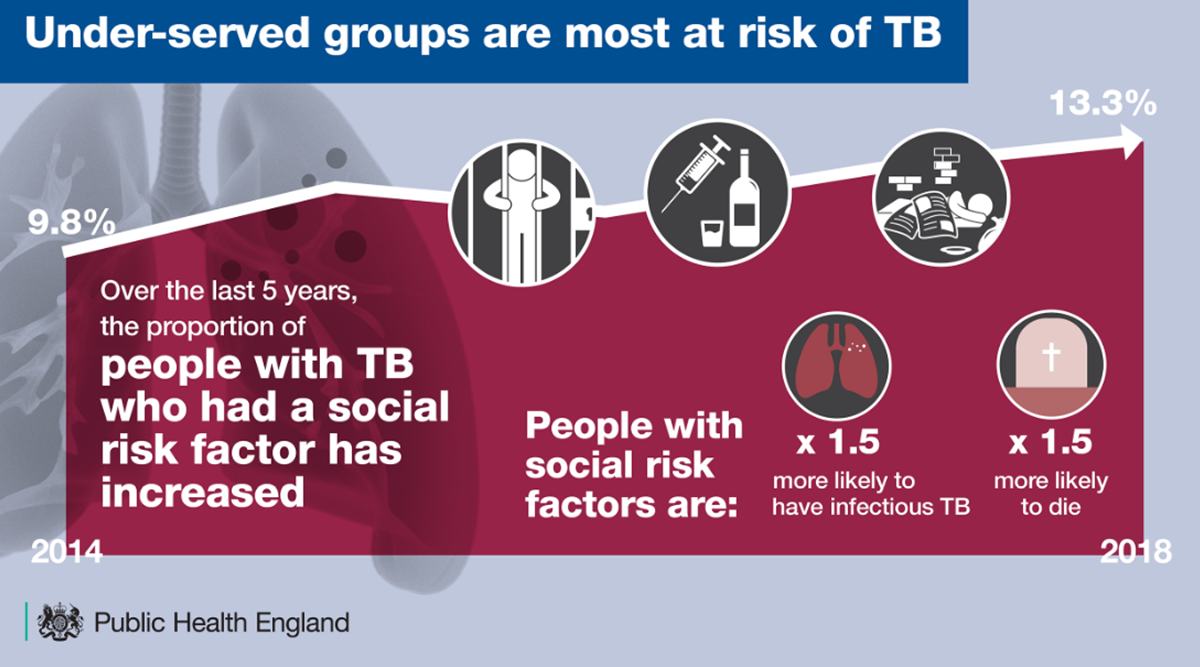 Under-served groups are most at risk of TB
13.3%
9.8%
Over the last 5 years,
the proportion of
people with TB
who had a social
risk factor has
increased
People with
social risk
factors are:
x 1.5
more likely to
have infectious TB
x 1.5
more likely
to die
2014
2018
Public Health England